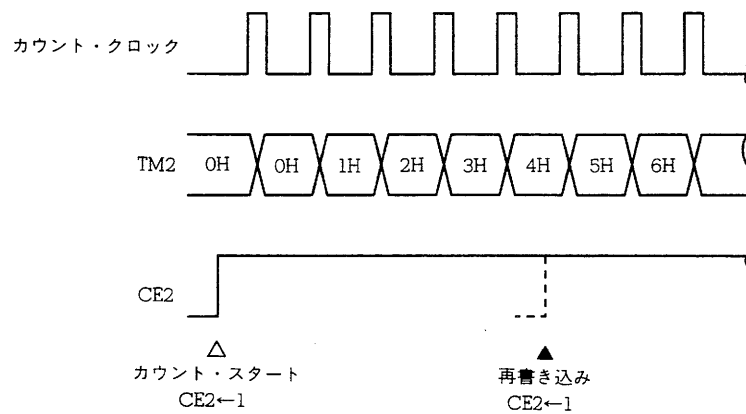 カウント・クロック
TM2 0H 0H 1H 2H 3H 4H 5H 6H
CE2
△ ▲
カウント・スタート 再書き込み
CE2←1 CE2←1